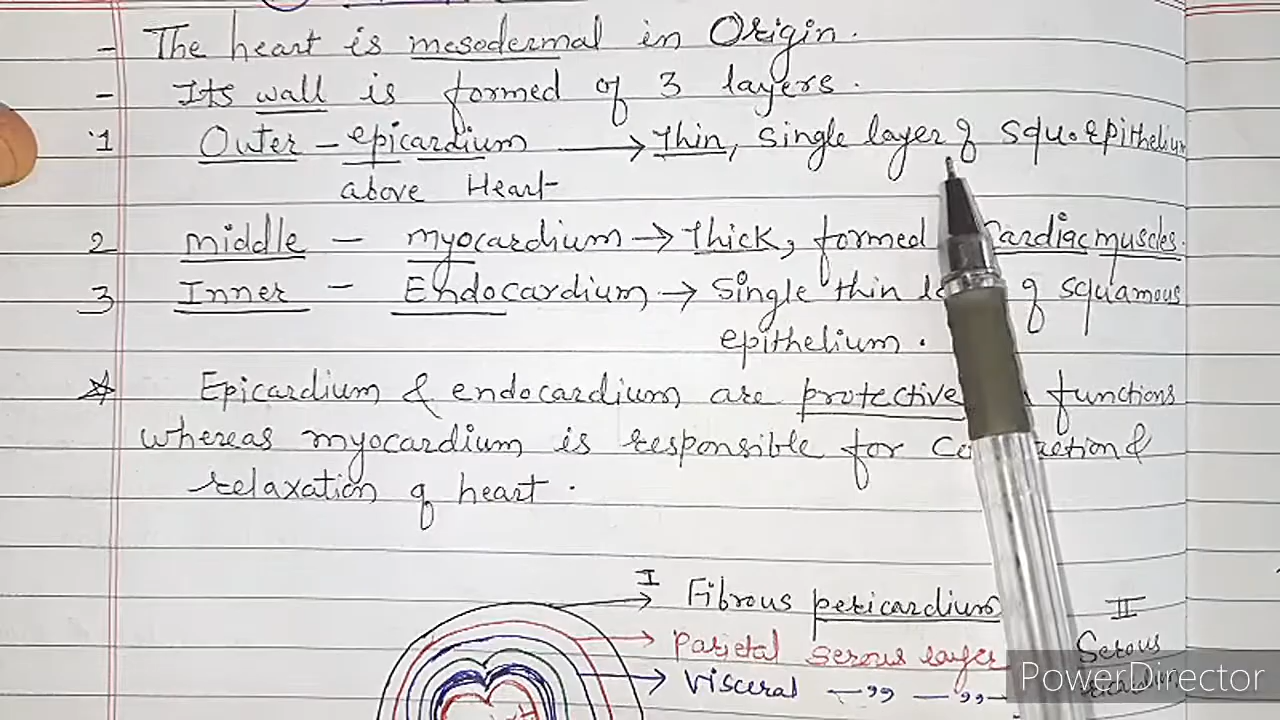 - The heart is mesodermal in Origin.
- Its wall is formed of 3 layers.
1 Outer - epicardium → Thin, Single layer of Squ. Epithelium
above Heart
2 middle - myocardium → Thick, formed Cardiac muscles.
3 Inner - Endocardium → Single thin of squamous
epithelium.
☆ Epicardium & endocardium are protective functions
whereas myocardium is responsible for &
relaxation of heart.
I → Fibrous pericardium II
→ Parietal serous layer Serous
→ Visceral —,, —,,—
PowerDirector